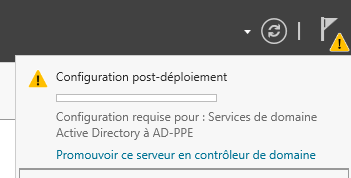 Configuration post-déploiement
Configuration requise pour : Services de domaine
Active Directory à AD-PPE
Promouvoir ce serveur en contrôleur de domaine